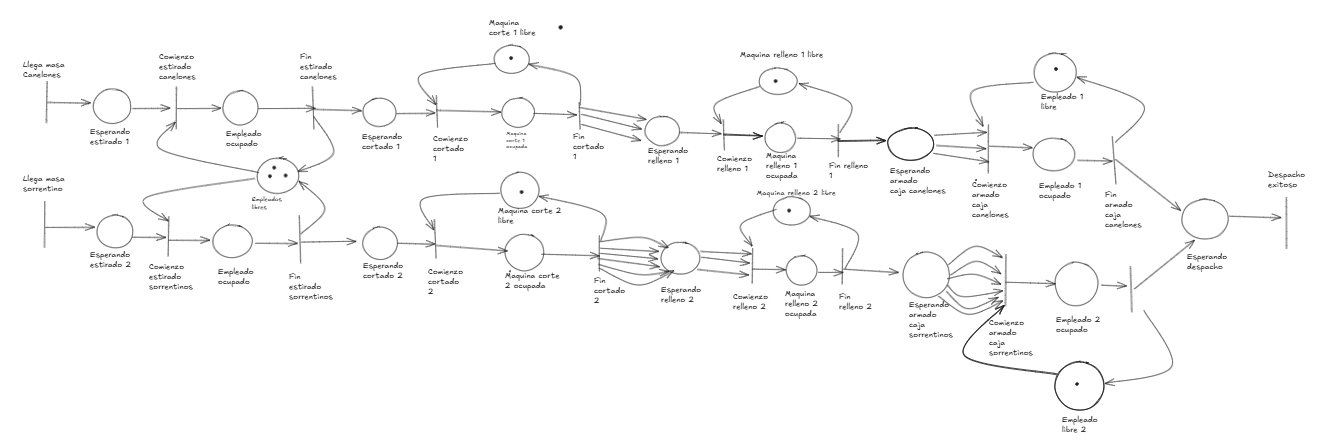 Llega masa
Canelones
Esperando
estirado 1
Comienzo
estirado
canelones
Empleado
ocupado
Fin
estirado
canelones
Esperando
cortado 1
Maquina
corte 1 libre
Comienzo
cortado
1
Maquina
corte 1
ocupada
Fin
cortado
1
Esperando
relleno 1
Maquina relleno 1 libre
Comienzo
relleno 1
Maquina
relleno 1
ocupada
Fin relleno
1
Esperando
armado
caja canelones
Comienzo
armado
caja
canelones
Empleado 1
libre
Empleado 1
ocupado
Fin
armado
caja
canelones
Empleados
libres
Llega masa
sorrentino
Esperando
estirado 2
Comienzo
estirado
sorrentinos
Empleado
ocupado
Fin
estirado
sorrentinos
Esperando
cortado 2
Maquina corte 2
libre
Comienzo
cortado
2
Maquina corte
2 ocupada
Fin
cortado
2
Esperando
relleno 2
Maquina relleno 2 libre
Comienzo
relleno 2
Maquina
relleno 2
ocupada
Fin
relleno 2
Esperando
armado
caja
sorrentinos
Comienzo
armado
caja
sorrentinos
Empleado 2
ocupado
Empleado
libre 2
Esperando
despacho
Despacho
exitoso